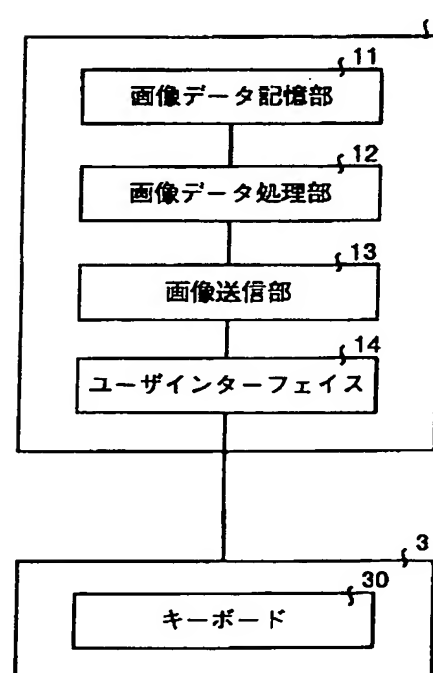 11
画像データ記憶部
12
画像データ処理部
13
画像送信部
14
ユーザインターフェイス
3
30
キーボード